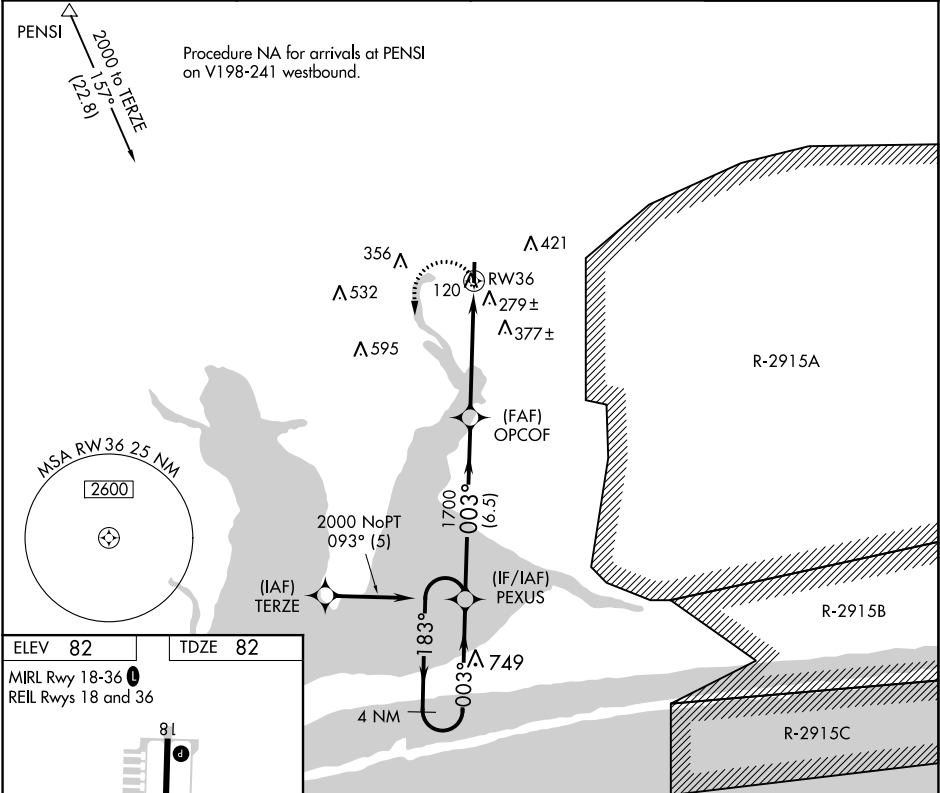 PENSI
2000 to TERZE
157°
(22.8)
Procedure NA for arrivals at PENSI
on V198-241 westbound.
421
356
RW36
120
532
279±
377±
595
R-2915A
(FAF)
OPCOF
MSA RW36 25 NM
2600
1700
003°
(6.5)
2000 NoPT
093° (5)
(IAF)
TERZE
(IF/IAF)
PEXUS
R-2915B
183°
003°
749
4 NM
R-2915C
ELEV 82
TDZE 82
MIRL Rwy 18-36 L
REIL Rwys 18 and 36
18
P